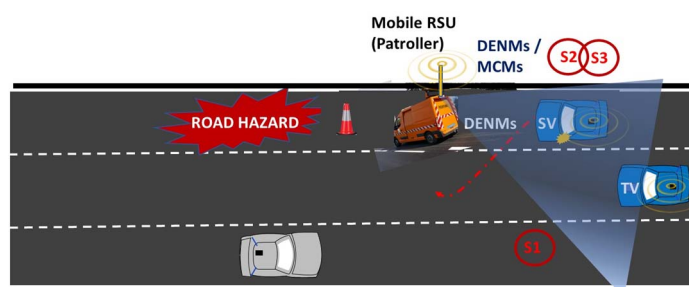 Mobile RSU
(Patroller)
DENMs /
MCMs
S2 S3
ROAD HAZARD
DENMs
SV
TV
S1